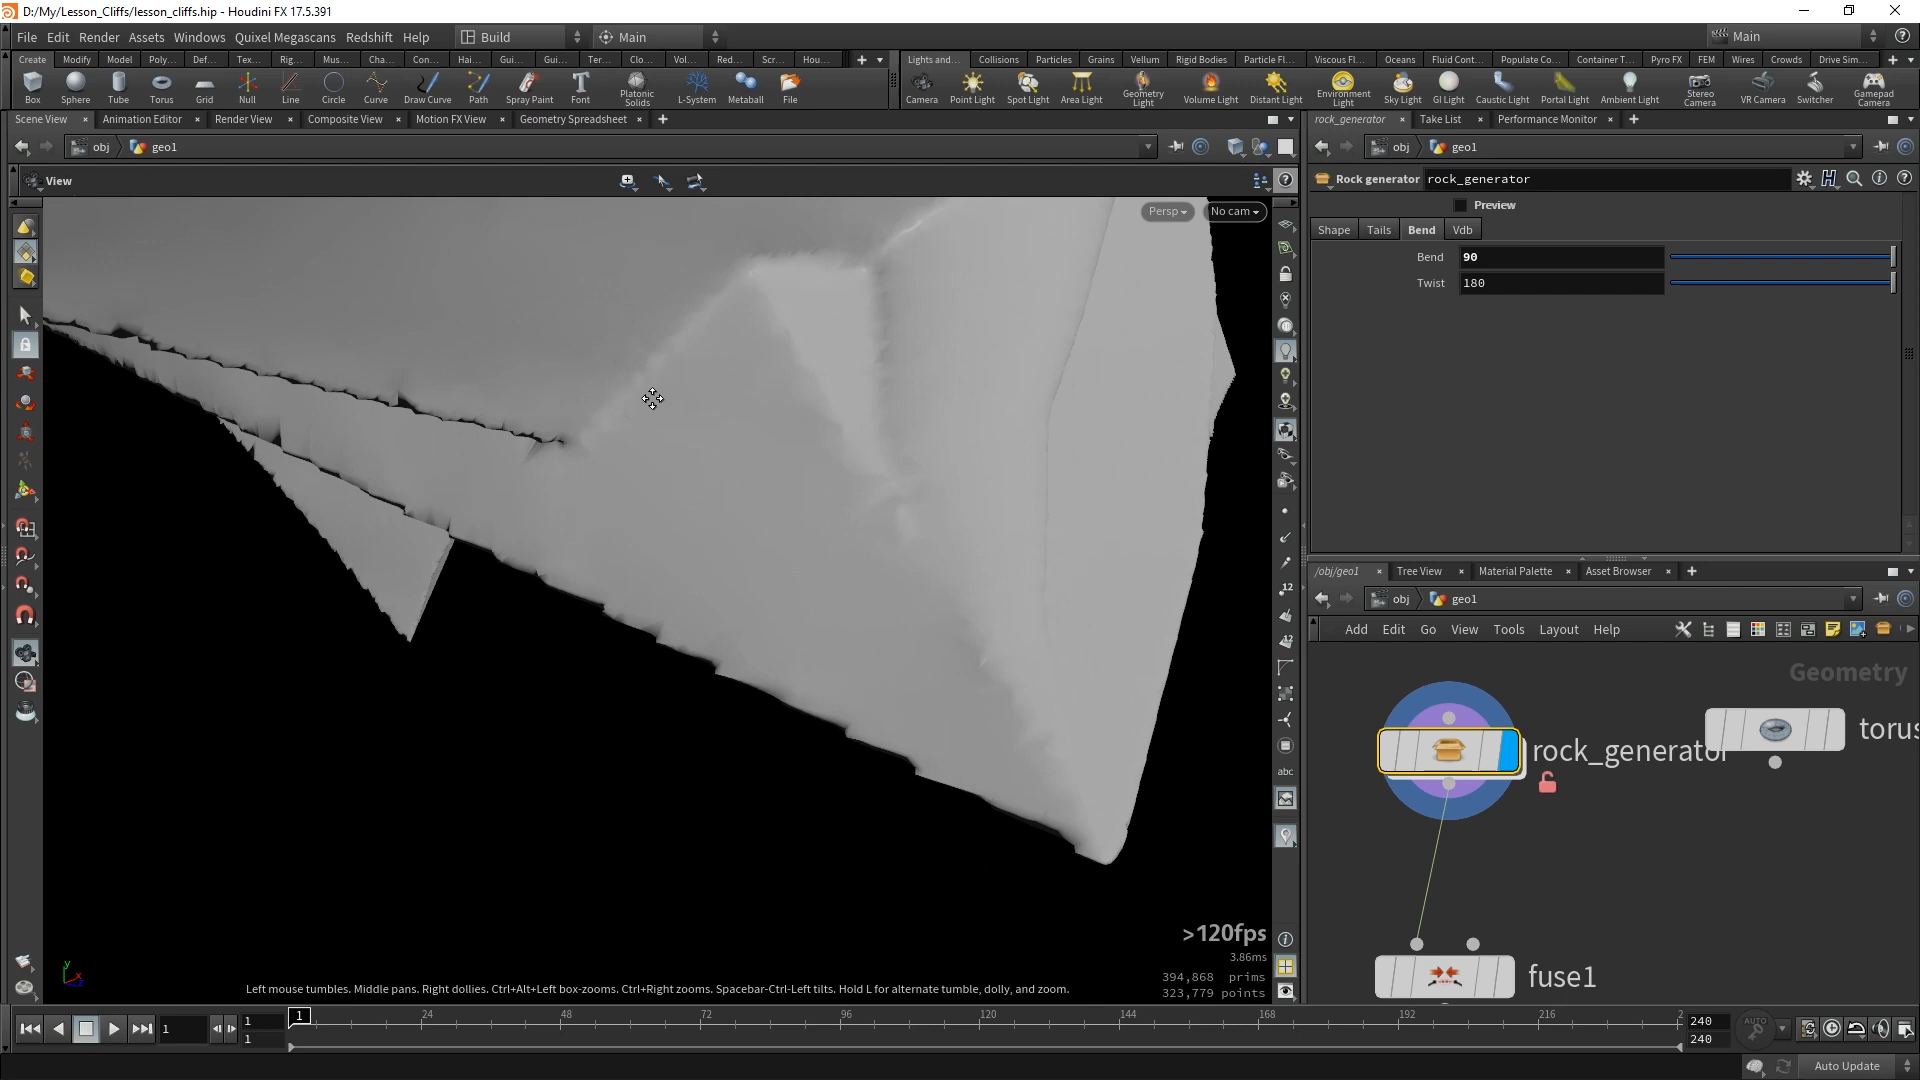 D:/My/Lesson_Cliffs/lesson_cliffs.hip - Houdini FX 17.5.391
File Edit Render Assets Windows Quixel Megascans Redshift Help Build Main Main
Create Modify Model Poly... Def... Tex... Rig... Mus... Cha... Con... Hai... Gui... Gui... Ter... Clo... Vol... Red... Scr... Hou...
Lights and... Collisions Particles Grains Vellum Rigid Bodies Particle Fl... Viscous Fl... Oceans Fluid Cont... Populate Co... Container T... Pyro FX FEM Wires Crowds Drive Sim...
Box Sphere Tube Torus Grid Null Line Circle Curve Draw Curve Path Spray Paint Font Platonic Solids L-System Metaball File
Camera Point Light Spot Light Area Light Geometry Light Volume Light Distant Light Environment Light Sky Light GI Light Caustic Light Portal Light Ambient Light Stereo Camera VR Camera Switcher Gamepad Camera
Scene View Animation Editor Render View Composite View Motion FX View Geometry Spreadsheet
obj geo1
View
Persp No cam
12
12
abc
>120fps
3.86ms
394,868 prims
323,779 points
y
x
z
Left mouse tumbles. Middle pans. Right dollies. Ctrl+Alt+Left box-zooms. Ctrl+Right zooms. Spacebar-Ctrl-Left tilts. Hold L for alternate tumble, dolly, and zoom.
rock_generator Take List Performance Monitor
obj geo1
Rock generator rock_generator
Preview
Shape Tails Bend Vdb
Bend 90
Twist 180
/obj/geo1 Tree View Material Palette Asset Browser
obj geo1
Add Edit Go View Tools Layout Help
Geometry
rock_generator
torus
fuse1
1 1 1 24 48 72 96 120 144 168 192 216 2 240
1 240
AUTO
Auto Update